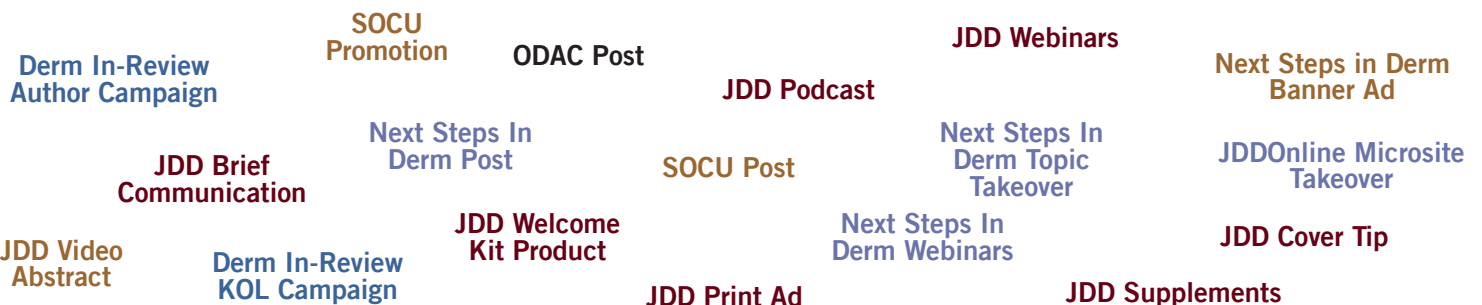 SOCU
Promotion
ODAC Post
JDD Webinars
Derm In-Review
Author Campaign
JDD Podcast
Next Steps in Derm
Banner Ad
Next Steps In
Derm Post
JDD Brief
Communication
SOCU Post
Next Steps In
Derm Topic
Takeover
JDDOnline Microsite
Takeover
JDD Welcome
Kit Product
Next Steps In
Derm Webinars
JDD Cover Tip
JDD Video
Abstract
Derm In-Review
KOL Campaign
JDD Print Ad
JDD Supplements